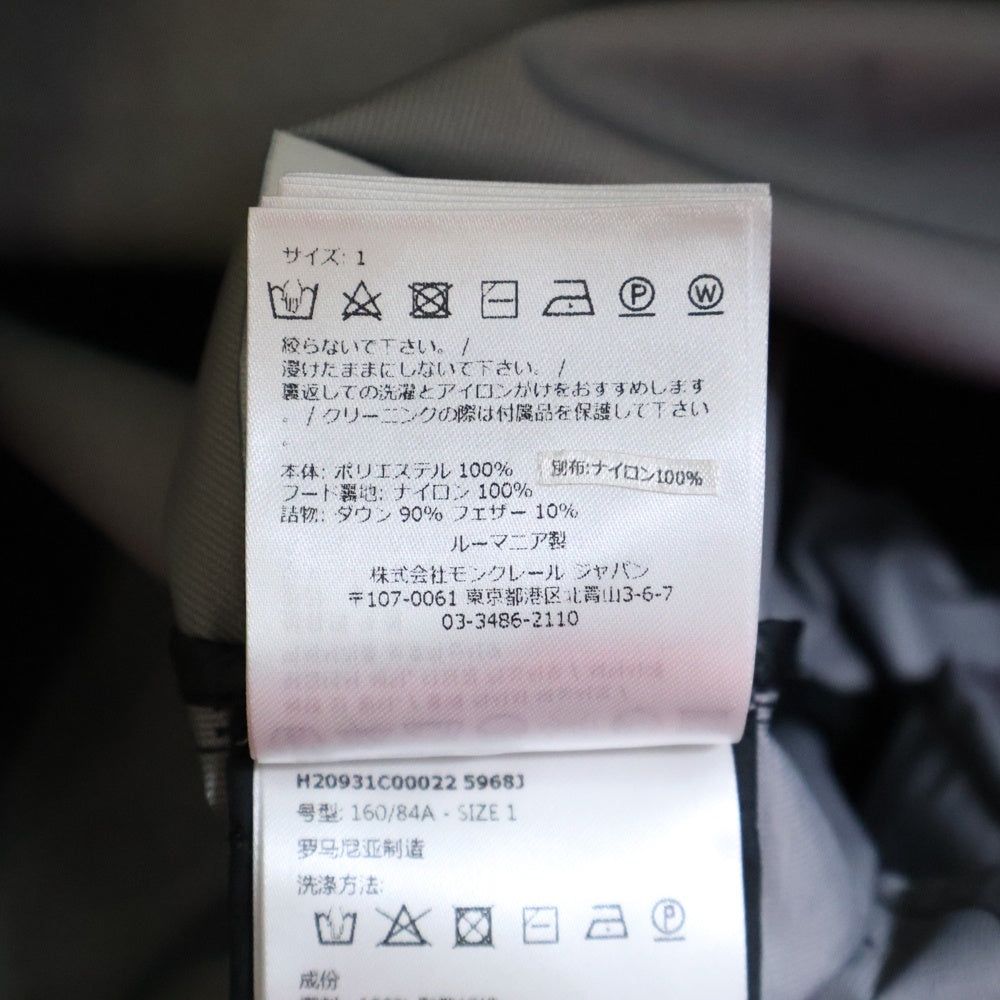 サイズ: 1
絞らないで下さい。 /
浸けたままにしないで下さい。 /
裏返しての洗濯とアイロンがけをおすすめします
。 / クリーニングの際は付属品を保護して下さい
。
本体: ポリエステル 100% 別布:ナイロン100%
フード裏地: ナイロン 100%
詰物: ダウン 90% フェザー 10%
ルーマニア製
株式会社モンクレール ジャパン
〒107-0061 東京都港区北青山3-6-7
03-3486-2110
H20931C00022 5968J
号型: 160/84A - SIZE 1
罗马尼亚制造
洗涤方法:
成份